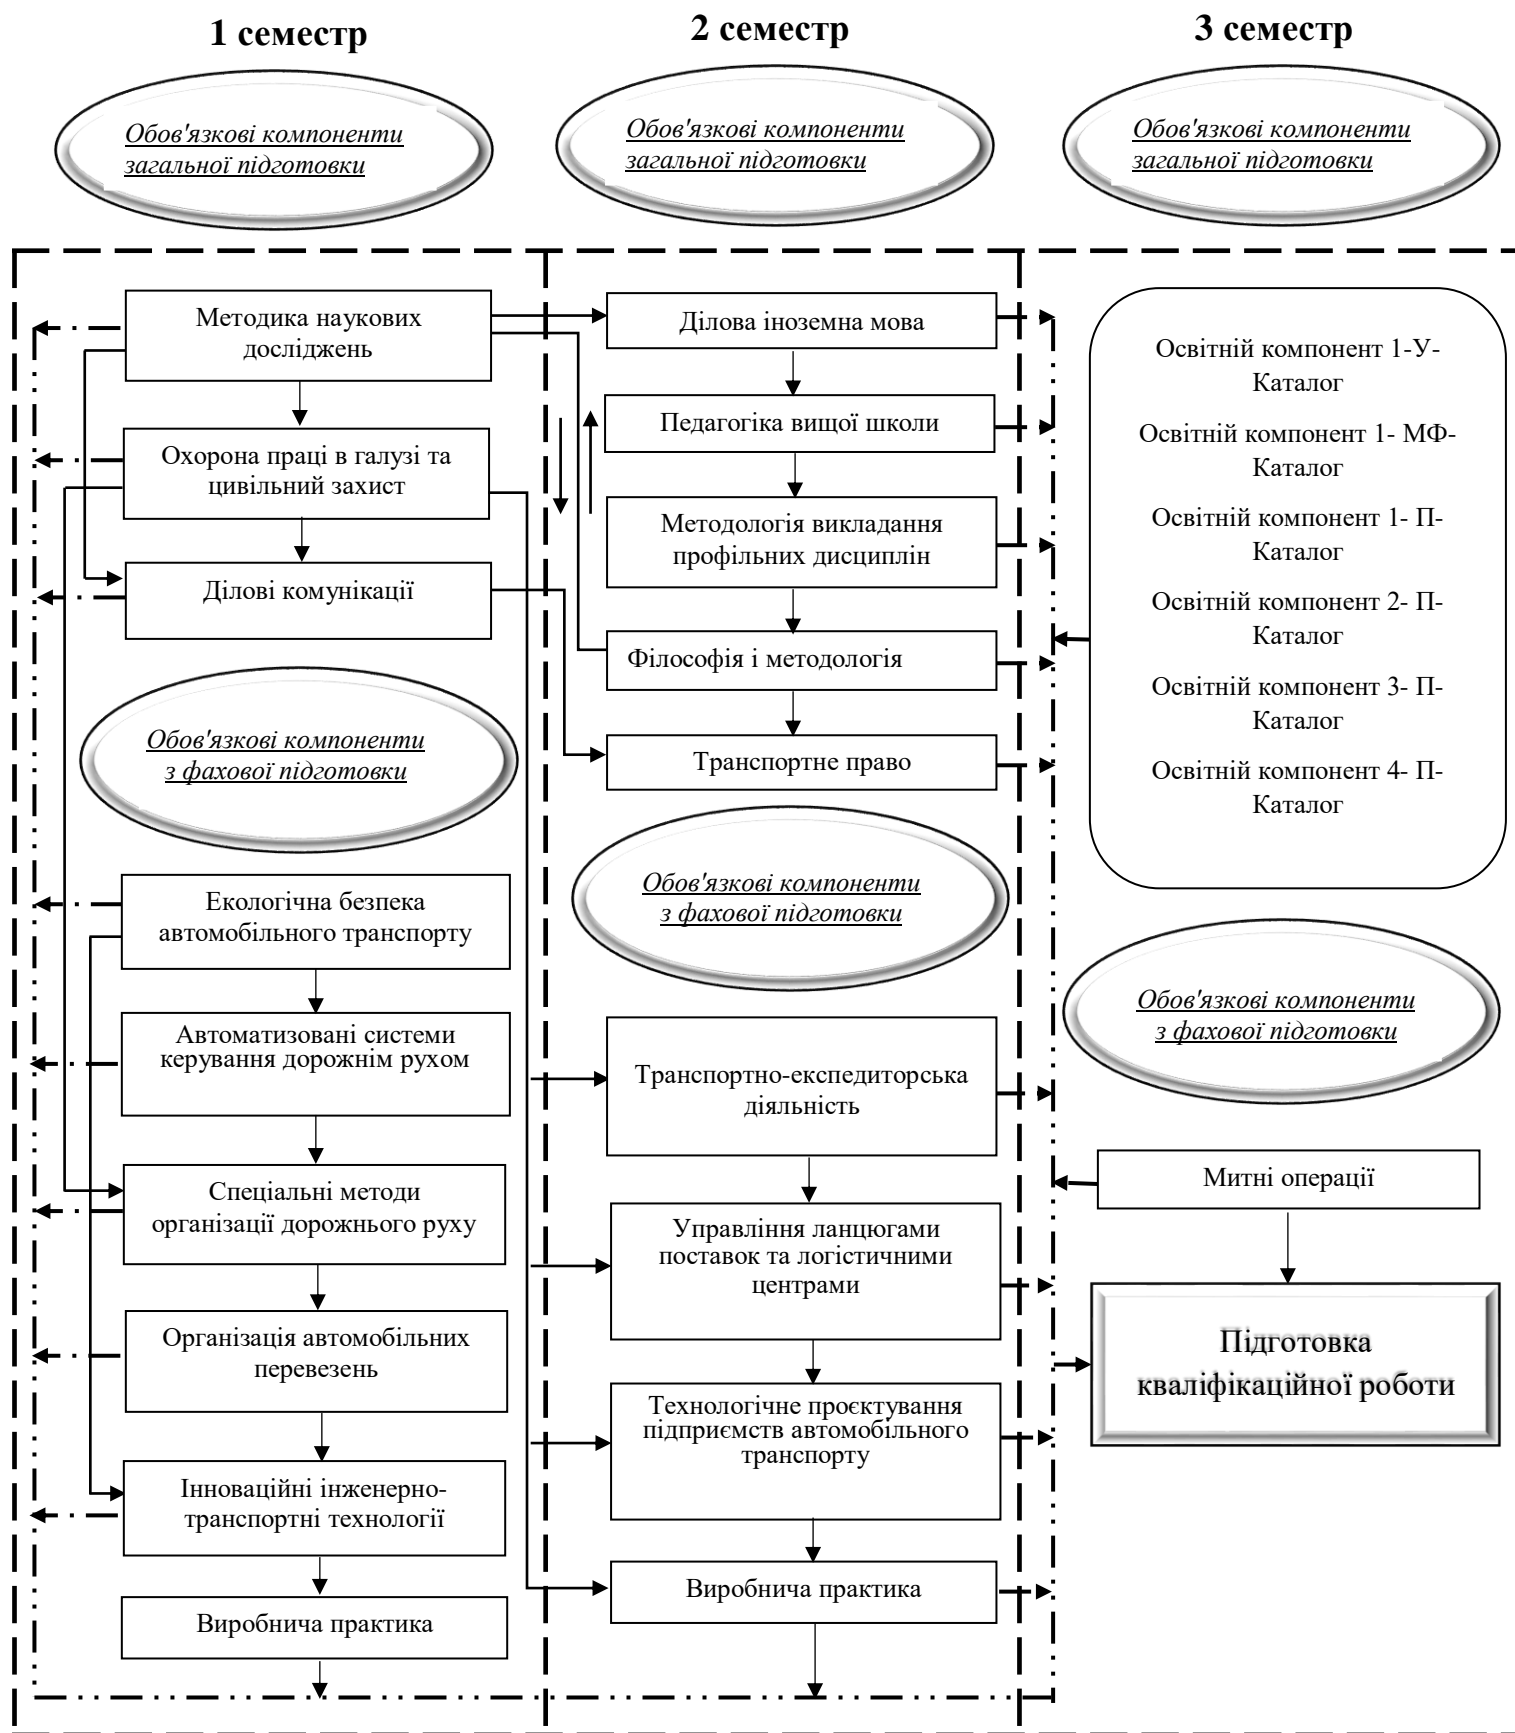 1 семестр
2 семестр
3 семестр
Обов'язкові компоненти
загальної підготовки
Обов'язкові компоненти
загальної підготовки
Обов'язкові компоненти
загальної підготовки
Методика наукових
досліджень
Охорона праці в галузі та
цивільний захист
Ділові комунікації
Обов'язкові компоненти
з фахової підготовки
Екологічна безпека
автомобільного транспорту
Автоматизовані системи
керування дорожнім рухом
Спеціальні методи
організації дорожнього руху
Організація автомобільних
перевезень
Інноваційні інженерно-
транспортні технології
Виробнича практика
Ділова іноземна мова
Педагогіка вищої школи
Методологія викладання
профільних дисциплін
Філософія і методологія
Транспортне право
Обов'язкові компоненти
з фахової підготовки
Транспортно-експедиторська
діяльність
Управління ланцюгами
поставок та логістичними
центрами
Технологічне проєктування
підприємств автомобільного
транспорту
Виробнича практика
Освітній компонент 1-У-
Каталог
Освітній компонент 1- МФ-
Каталог
Освітній компонент 1- П-
Каталог
Освітній компонент 2- П-
Каталог
Освітній компонент 3- П-
Каталог
Освітній компонент 4- П-
Каталог
Обов'язкові компоненти
з фахової підготовки
Митні операції
Підготовка
кваліфікаційної роботи